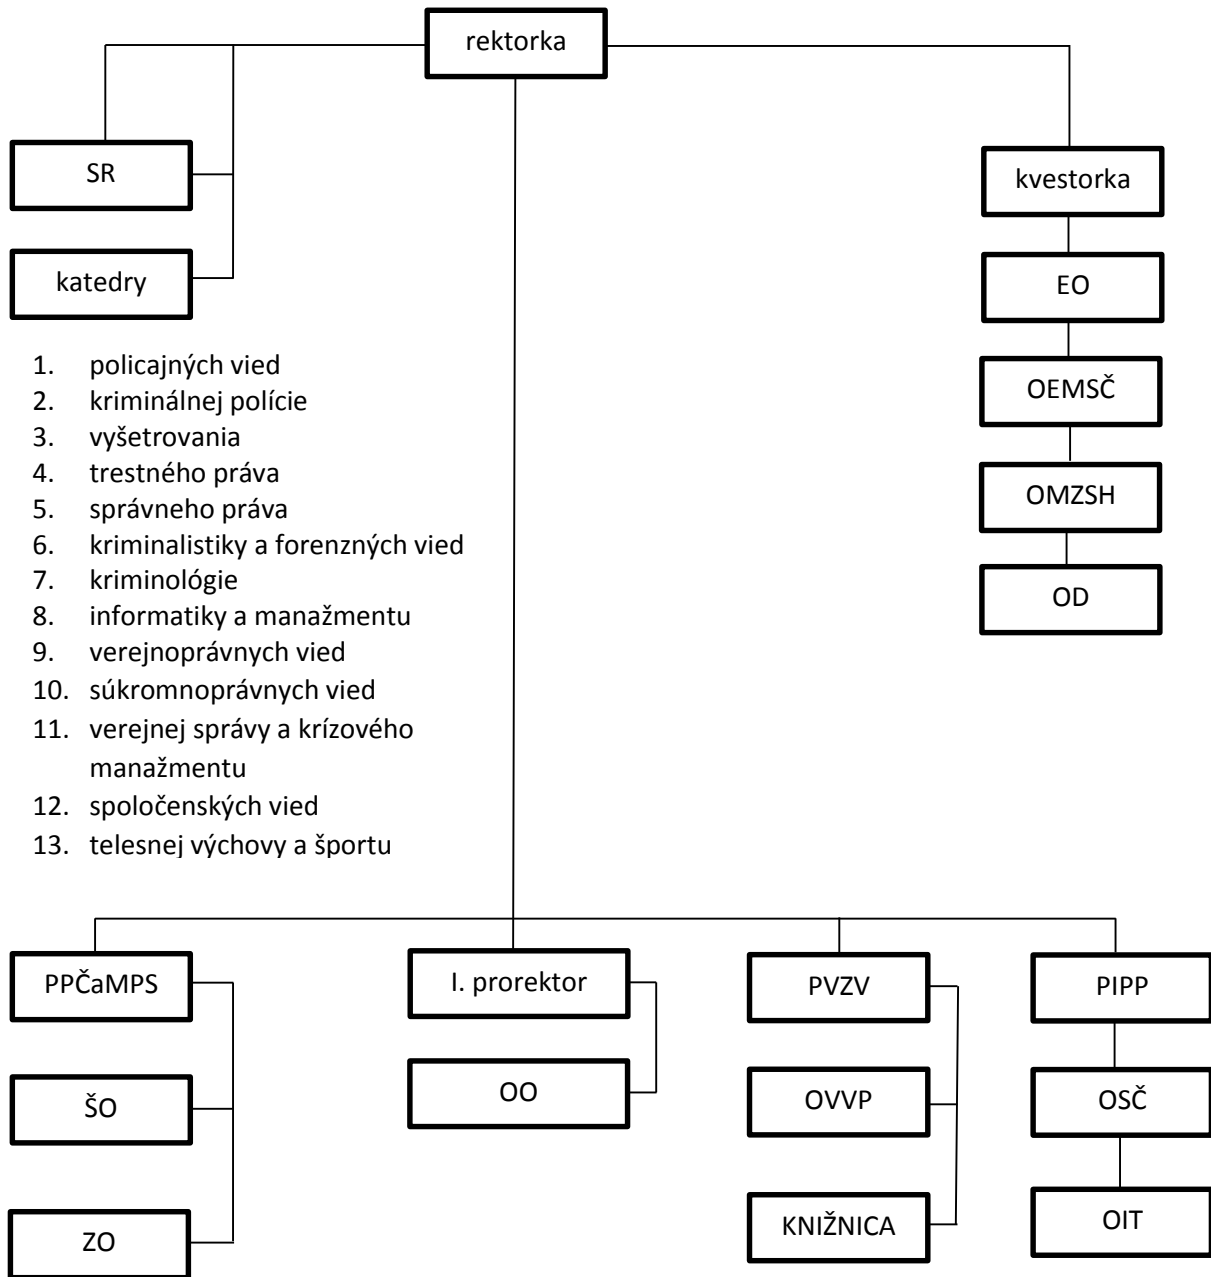 rektorka
SR
kvestorka
katedry
EO
OEMSČ
OMZSH
OD
1. policajných vied
2. kriminálnej polície
3. vyšetrovania
4. trestného práva
5. správneho práva
6. kriminalistiky a forenzných vied
7. kriminológie
8. informatiky a manažmentu
9. verejnoprávnych vied
10. súkromnoprávnych vied
11. verejnej správy a krízového
manažmentu
12. spoločenských vied
13. telesnej výchovy a športu
PPČaMPS
I. prorektor
PVZV
PIPP
ŠO
OO
OVVP
OSČ
ZO
KNIŽNICA
OIT